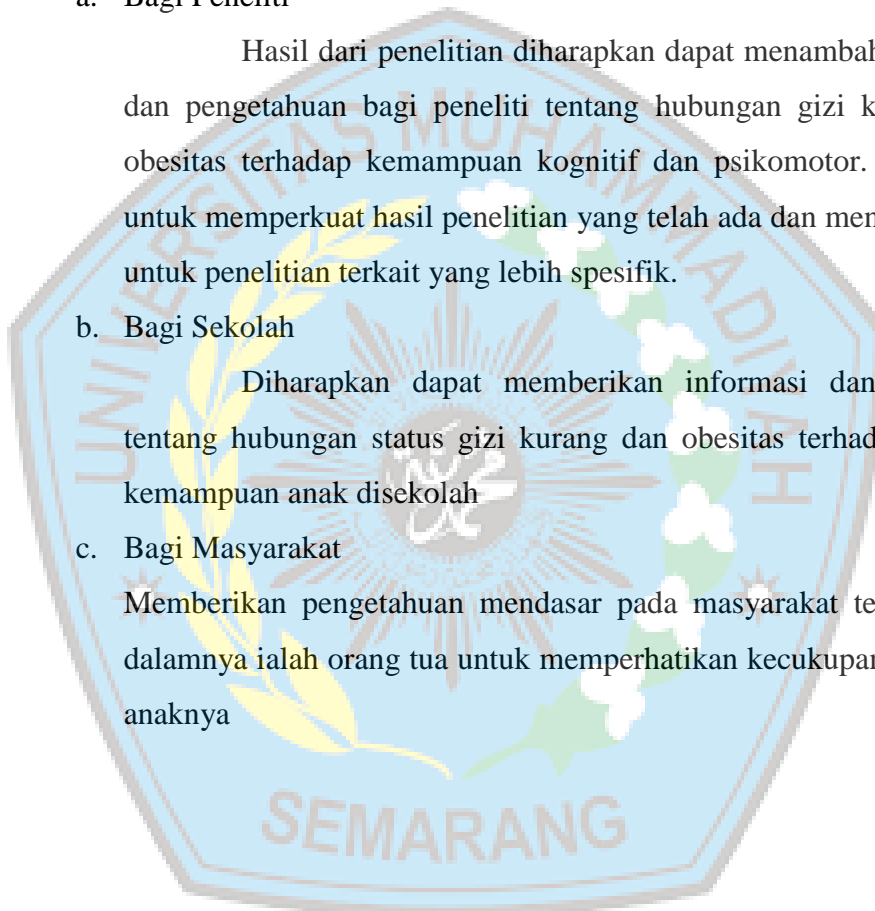 a. Bagi Peneliti
Hasil dari penelitian diharapkan dapat menambah
dan pengetahuan bagi peneliti tentang hubungan gizi k
obesitas terhadap kemampuan kognitif dan psikomotor.
untuk memperkuat hasil penelitian yang telah ada dan men
untuk penelitian terkait yang lebih spesifik.
b. Bagi Sekolah
Diharapkan dapat memberikan informasi dan
tentang hubungan status gizi kurang dan obesitas terhad
kemampuan anak disekolah
c. Bagi Masyarakat
Memberikan pengetahuan mendasar pada masyarakat te
dalamnya ialah orang tua untuk memperhatikan kecukupan
anaknya
UNIVERSITAS MUHAMMADIYAH
SEMARANG